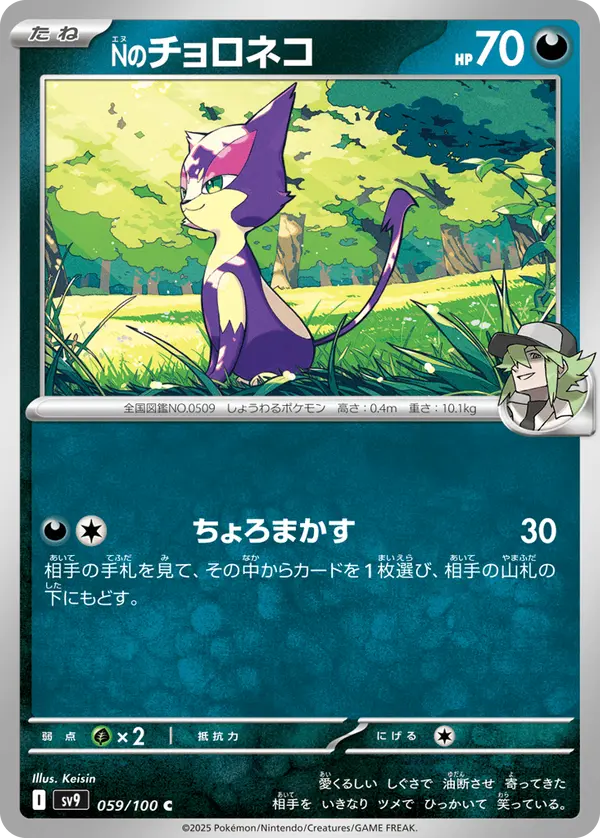 たね
Nのチョロネコ
エヌ
HP70
全国図鑑NO.0509 しょうわるポケモン 高さ:0.4m 重さ:10.1kg
ちょろまかす 30
相手の手札を見て、その中からカードを1枚選び、相手の山札の
下にもどす。
弱点 ×2 抵抗力 にげる
Illus. Keisin
I sv9 059/100 C
愛くるしい しぐさで 油断させ 寄ってきた
相手を いきなり ツメで ひっかいて 笑っている。
©2025 Pokémon/Nintendo/Creatures/GAME FREAK.